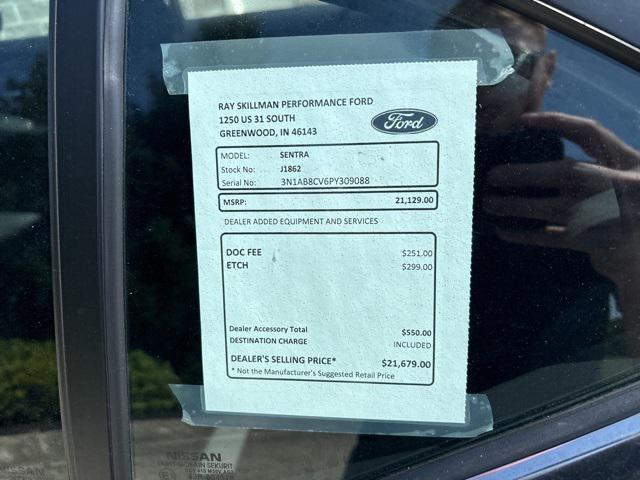 RAY SKILLMAN PERFORMANCE FORD
1250 US 31 SOUTH
GREENWOOD, IN 46143
Ford
MODEL: SENTRA
Stock No: J1862
Serial No: 3N1AB8CV6PY309088
MSRP: 21,129.00
DEALER ADDED EQUIPMENT AND SERVICES
DOC FEE $251.00
ETCH $299.00
Dealer Accessory Total $550.00
DESTINATION CHARGE INCLUDED
DEALER'S SELLING PRICE* $21,679.00
* Not the Manufacturer's Suggested Retail Price
NISSAN
NISSAN